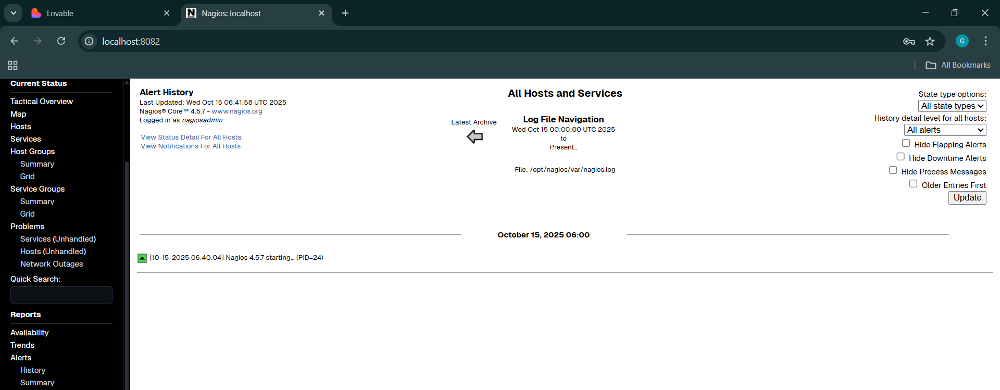 Lovable
Nagios: localhost
localhost:8082
G
All Bookmarks
Current Status
Tactical Overview
Map
Hosts
Services
Host Groups
Summary
Grid
Service Groups
Summary
Grid
Problems
Services (Unhandled)
Hosts (Unhandled)
Network Outages
Quick Search:
Reports
Availability
Trends
Alerts
History
Summary
Alert History
Last Updated: Wed Oct 15 06:41:58 UTC 2025
Nagios® Core™ 4.5.7 - www.nagios.org
Logged in as nagiosadmin
View Status Detail For All Hosts
View Notifications For All Hosts
All Hosts and Services
Latest Archive
Log File Navigation
Wed Oct 15 00:00:00 UTC 2025
to
Present..
File: /opt/nagios/var/nagios.log
State type options:
All state types
History detail level for all hosts:
All alerts
Hide Flapping Alerts
Hide Downtime Alerts
Hide Process Messages
Older Entries First
Update
October 15, 2025 06:00
[10-15-2025 06:40:04] Nagios 4.5.7 starting... (PID=24)